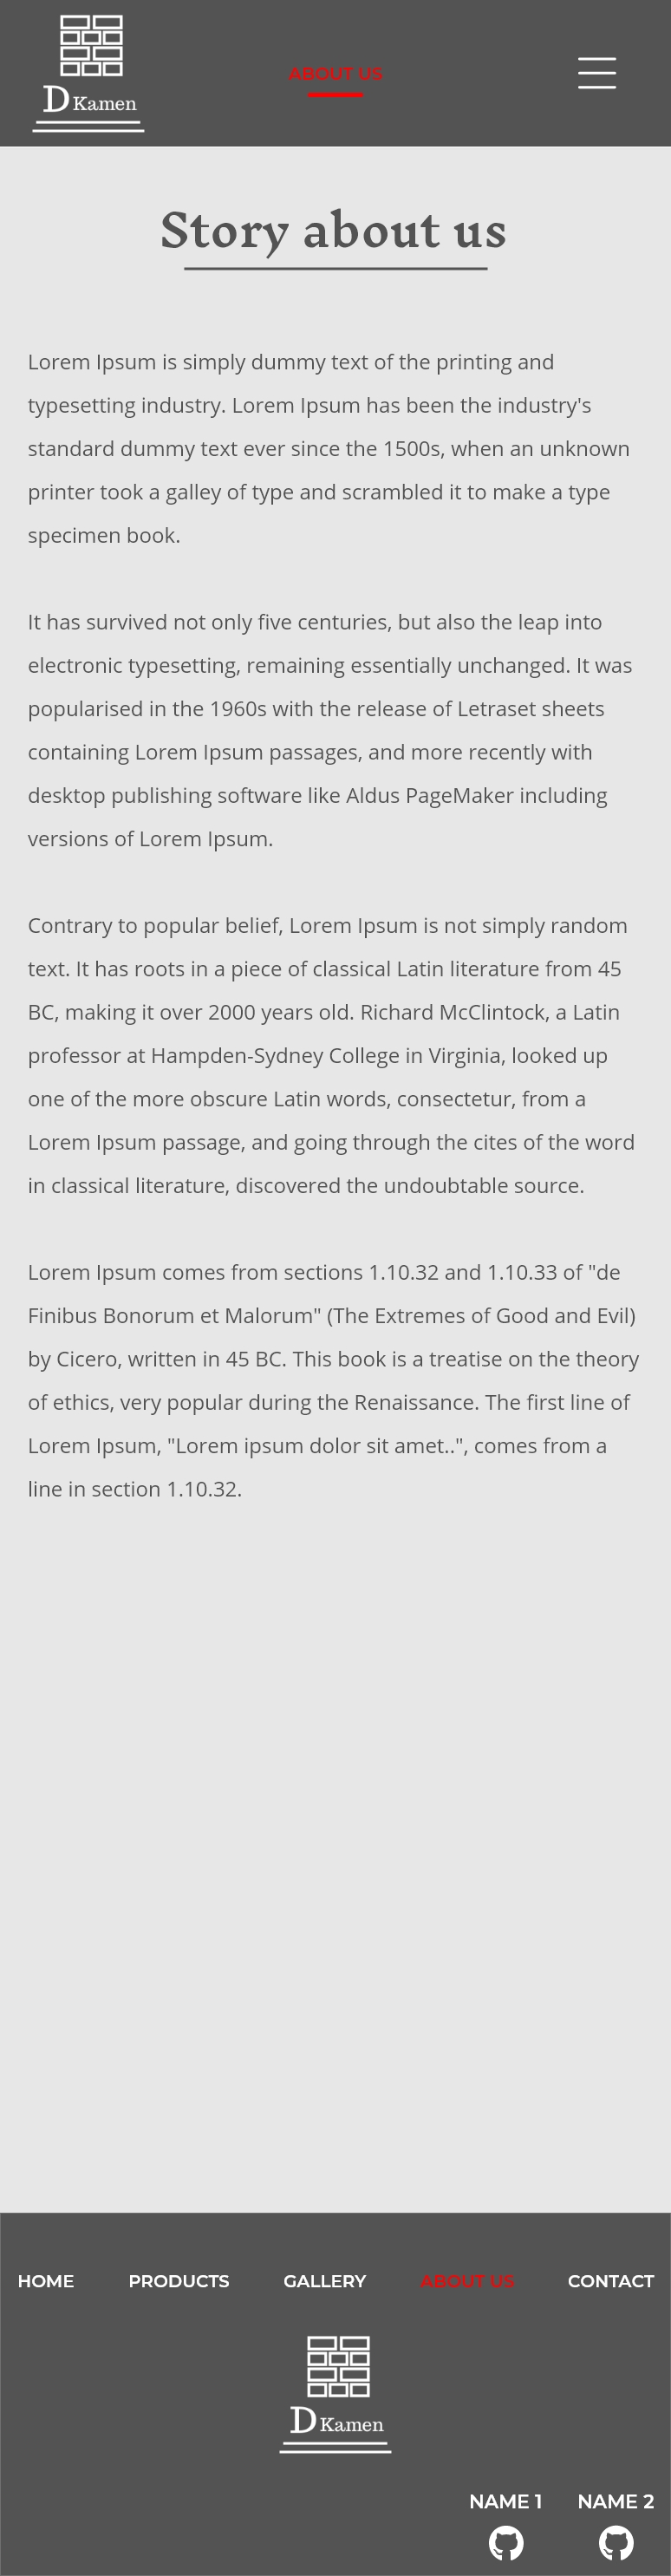 D Kamen
ABOUT US
Story about us
Lorem Ipsum is simply dummy text of the printing and
typesetting industry. Lorem Ipsum has been the industry's
standard dummy text ever since the 1500s, when an unknown
printer took a galley of type and scrambled it to make a type
specimen book.
It has survived not only five centuries, but also the leap into
electronic typesetting, remaining essentially unchanged. It was
popularised in the 1960s with the release of Letraset sheets
containing Lorem Ipsum passages, and more recently with
desktop publishing software like Aldus PageMaker including
versions of Lorem Ipsum.
Contrary to popular belief, Lorem Ipsum is not simply random
text. It has roots in a piece of classical Latin literature from 45
BC, making it over 2000 years old. Richard McClintock, a Latin
professor at Hampden-Sydney College in Virginia, looked up
one of the more obscure Latin words, consectetur, from a
Lorem Ipsum passage, and going through the cites of the word
in classical literature, discovered the undoubtable source.
Lorem Ipsum comes from sections 1.10.32 and 1.10.33 of "de
Finibus Bonorum et Malorum" (The Extremes of Good and Evil)
by Cicero, written in 45 BC. This book is a treatise on the theory
of ethics, very popular during the Renaissance. The first line of
Lorem Ipsum, "Lorem ipsum dolor sit amet..", comes from a
line in section 1.10.32.
HOME PRODUCTS GALLERY ABOUT US CONTACT
D Kamen
NAME 1 NAME 2